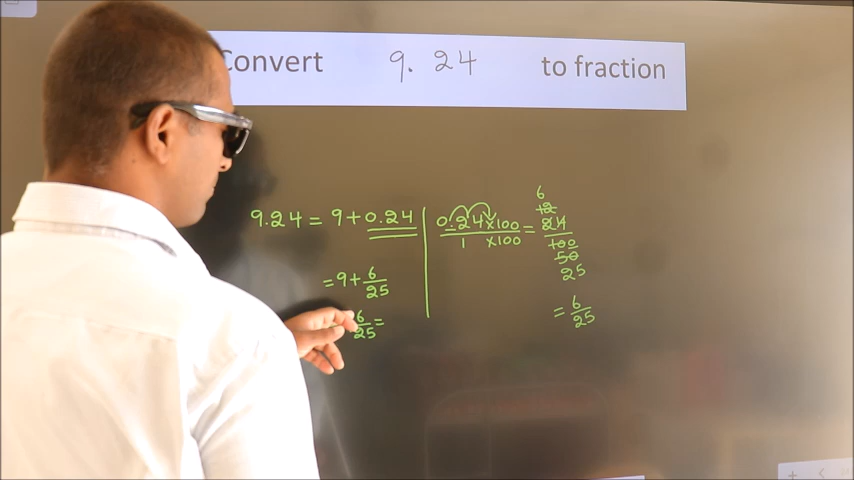 Convert 9.24 to fraction
9.24 = 9 + 0.24
= 9 + 6/25
6/25 =
0.24 × 100 / 1 × 100 = 24/100
6
12
50
25
= 6/25